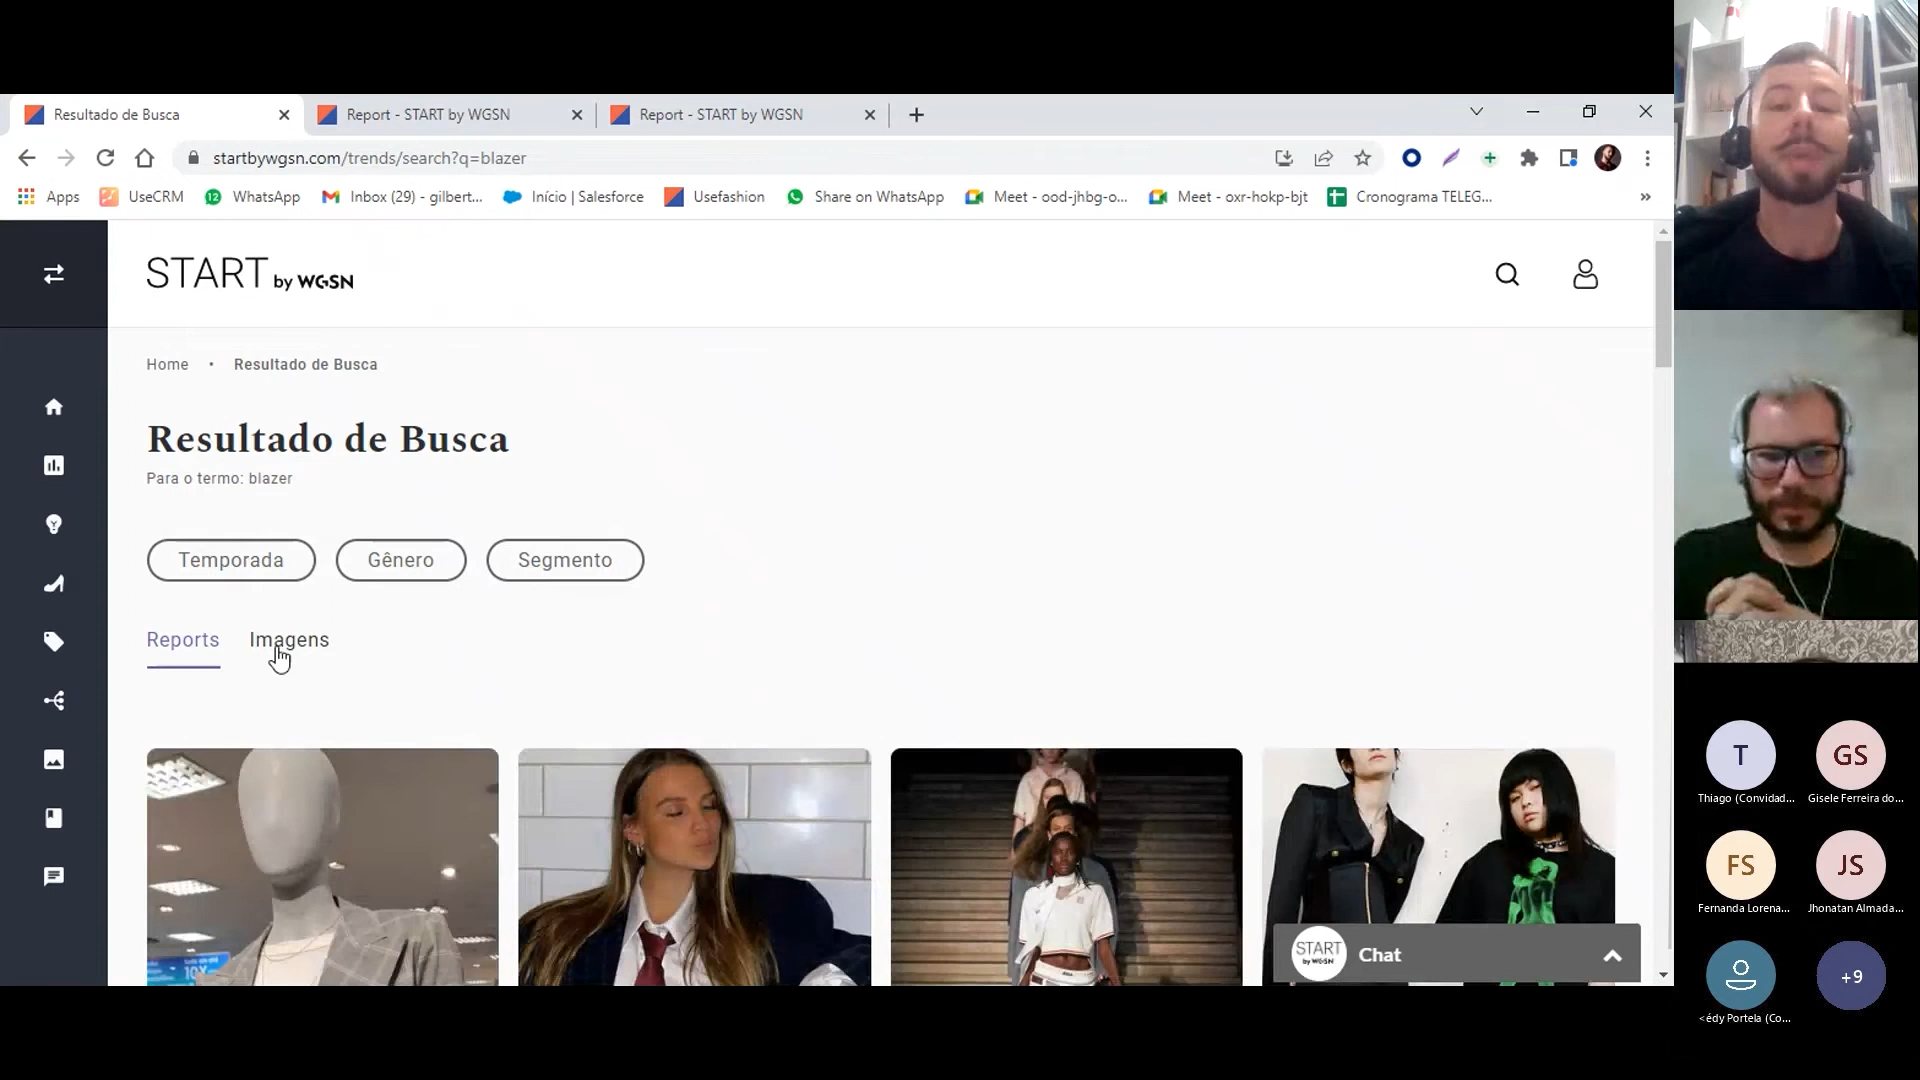 Resultado de Busca
Report - START by WGSN
Report - START by WGSN
startbywgsn.com/trends/search?q=blazer
Apps
UseCRM
12
WhatsApp
Inbox (29) - gilbert...
Início | Salesforce
Usefashion
Share on WhatsApp
Meet - ood-jhbg-o...
Meet - oxr-hokp-bjt
Cronograma TELEG...
»
START by WGSN
Home • Resultado de Busca
Resultado de Busca
Para o termo: blazer
Temporada
Gênero
Segmento
Reports
Imagens
10X
START
by WGSN
Chat
T
Thiago (Convidad...
GS
Gisele Ferreira do...
FS
Fernanda Lorena...
JS
Jhonatan Almada...
<édy Portela (Co...
+9